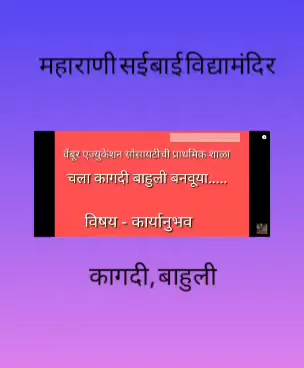 महाराणी सईबाई विद्यामंदिर
चेंबूर एज्युकेशन सोसायटीची प्राथमिक शाळा
चला कागदी बाहुली बनवूया.....
विषय - कार्यानुभव
कागदी, बाहुली